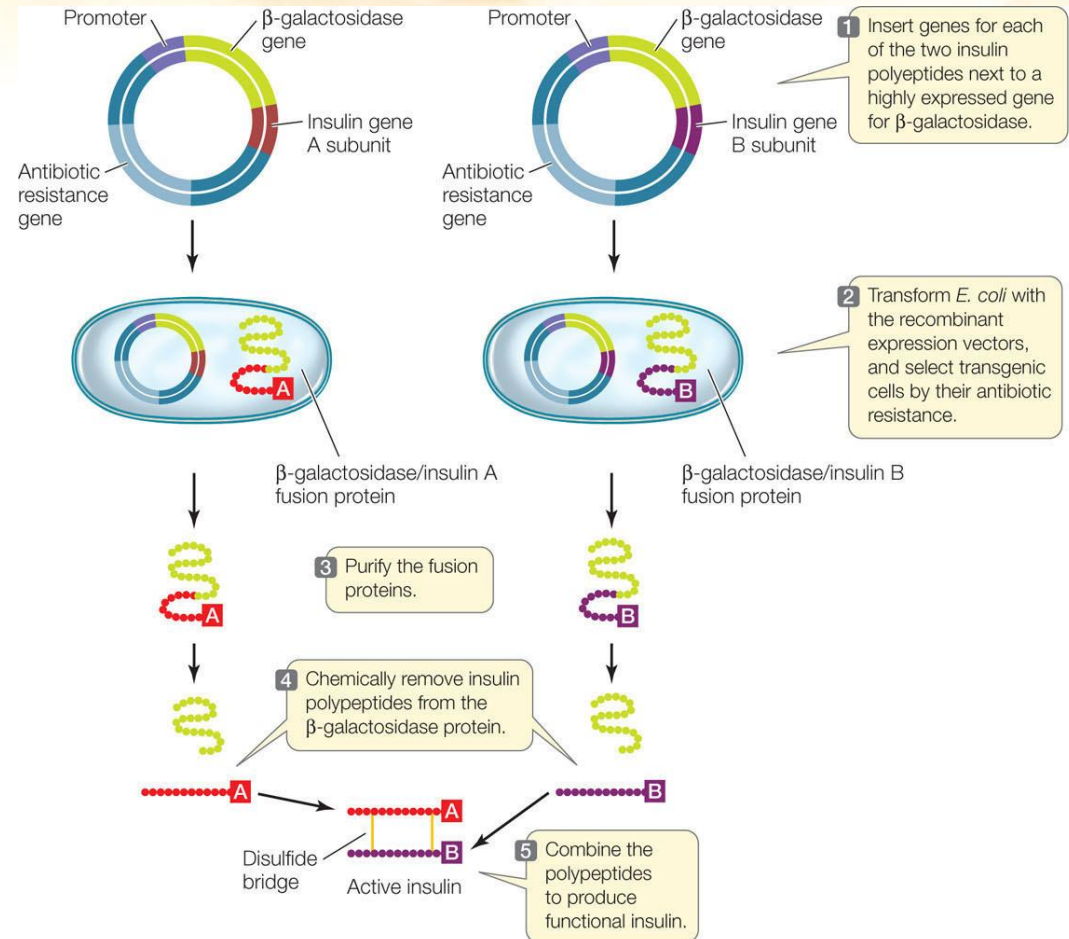 Promoter
β-galactosidase
gene
Insulin gene
A subunit
Antibiotic
resistance
gene
Promoter
β-galactosidase
gene
Insulin gene
B subunit
Antibiotic
resistance
gene
1 Insert genes for each
of the two insulin
polyeptides next to a
highly expressed gene
for β-galactosidase.
A
B
2 Transform E. coli with
the recombinant
expression vectors,
and select transgenic
cells by their antibiotic
resistance.
β-galactosidase/insulin A
fusion protein
β-galactosidase/insulin B
fusion protein
3 Purify the fusion
proteins.
A
B
4 Chemically remove insulin
polypeptides from the
β-galactosidase protein.
A
B
A
B
Disulfide
bridge
Active insulin
5 Combine the
polypeptides
to produce
functional insulin.